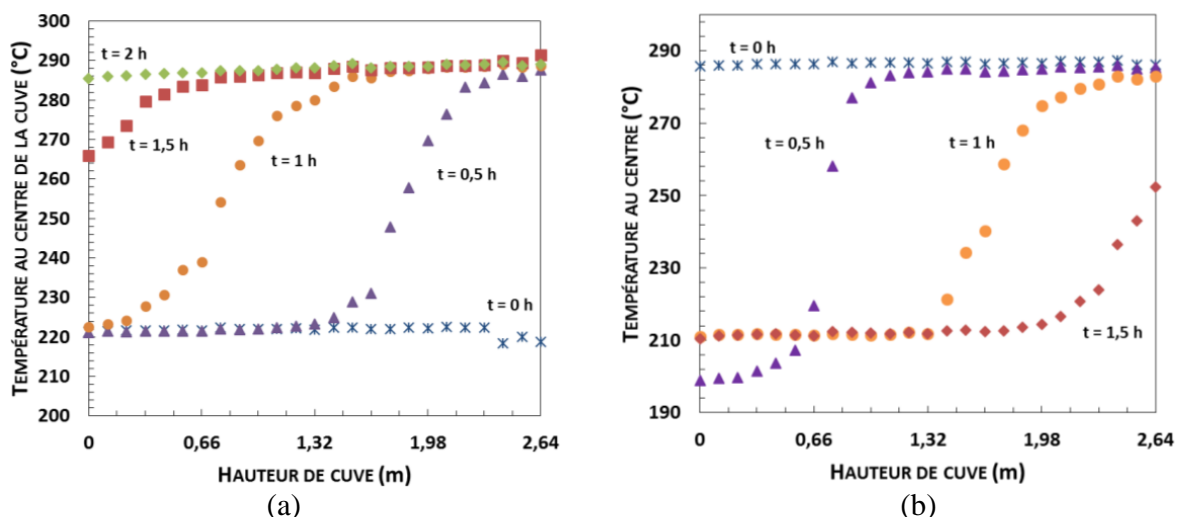 (a)
TEMPÉRATURE AU CENTRE DE LA CUVE (°C)
300
290
280
270
260
250
240
230
220
210
200
t = 2 h
t = 1,5 h
t = 1 h
t = 0,5 h
t = 0 h
0 0,66 1,32 1,98 2,64
HAUTEUR DE CUVE (m)
(a)
(b)
TEMPÉRATURE AU CENTRE (°C)
290
270
250
230
210
190
t = 0 h
t = 0,5 h
t = 1 h
t = 1,5 h
0 0,66 1,32 1,98 2,64
HAUTEUR DE CUVE (m)
(b)